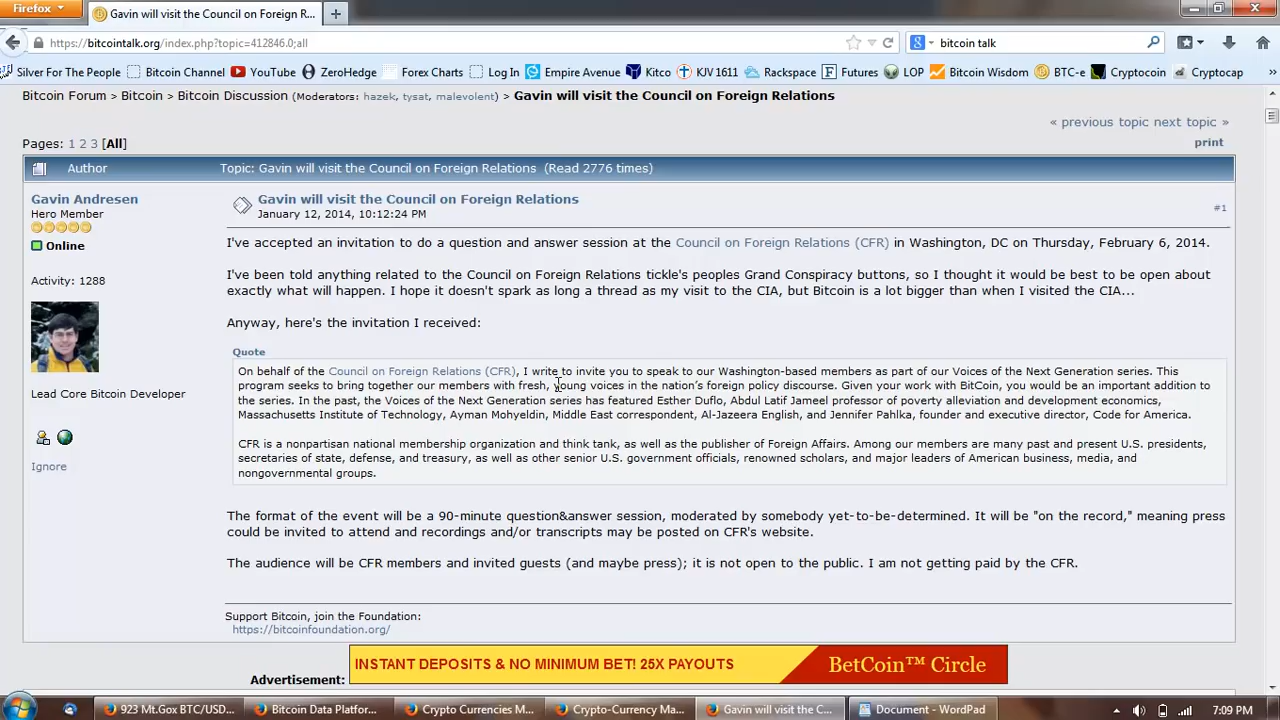 Firefox
Gavin will visit the Council on Foreign R...
https://bitcointalk.org/index.php?topic=412846.0;all
bitcoin talk
Silver For The People Bitcoin Channel YouTube ZeroHedge Forex Charts Log In Empire Avenue Kitco KJV 1611 Rackspace Futures LOP Bitcoin Wisdom BTC-e Cryptocoin Cryptocap »
Bitcoin Forum > Bitcoin > Bitcoin Discussion (Moderators: hazek, tysat, malevolent) > Gavin will visit the Council on Foreign Relations
« previous topic next topic »
Pages: 1 2 3 [All]
print
Author Topic: Gavin will visit the Council on Foreign Relations (Read 2776 times)
Gavin Andresen
Hero Member
Online
Activity: 1288
Lead Core Bitcoin Developer
Ignore
Gavin will visit the Council on Foreign Relations
January 12, 2014, 10:12:24 PM
#1
I've accepted an invitation to do a question and answer session at the Council on Foreign Relations (CFR) in Washington, DC on Thursday, February 6, 2014.
I've been told anything related to the Council on Foreign Relations tickle's peoples Grand Conspiracy buttons, so I thought it would be best to be open about
exactly what will happen. I hope it doesn't spark as long a thread as my visit to the CIA, but Bitcoin is a lot bigger than when I visited the CIA...
Anyway, here's the invitation I received:
Quote
On behalf of the Council on Foreign Relations (CFR), I write to invite you to speak to our Washington-based members as part of our Voices of the Next Generation series. This
program seeks to bring together our members with fresh, young voices in the nation's foreign policy discourse. Given your work with BitCoin, you would be an important addition to
the series. In the past, the Voices of the Next Generation series has featured Esther Duflo, Abdul Latif Jameel professor of poverty alleviation and development economics,
Massachusetts Institute of Technology, Ayman Mohyeldin, Middle East correspondent, Al-Jazeera English, and Jennifer Pahlka, founder and executive director, Code for America.
CFR is a nonpartisan national membership organization and think tank, as well as the publisher of Foreign Affairs. Among our members are many past and present U.S. presidents,
secretaries of state, defense, and treasury, as well as other senior U.S. government officials, renowned scholars, and major leaders of American business, media, and
nongovernmental groups.
The format of the event will be a 90-minute question&answer session, moderated by somebody yet-to-be-determined. It will be "on the record," meaning press
could be invited to attend and recordings and/or transcripts may be posted on CFR's website.
The audience will be CFR members and invited guests (and maybe press); it is not open to the public. I am not getting paid by the CFR.
Support Bitcoin, join the Foundation:
https://bitcoinfoundation.org/
Advertisement:
INSTANT DEPOSITS & NO MINIMUM BET! 25X PAYOUTS BetCoin™ Circle
923 Mt.Gox BTC/USD... Bitcoin Data Platfor... Crypto Currencies M... Crypto-Currency Ma... Gavin will visit the C... Document - WordPad 7:09 PM